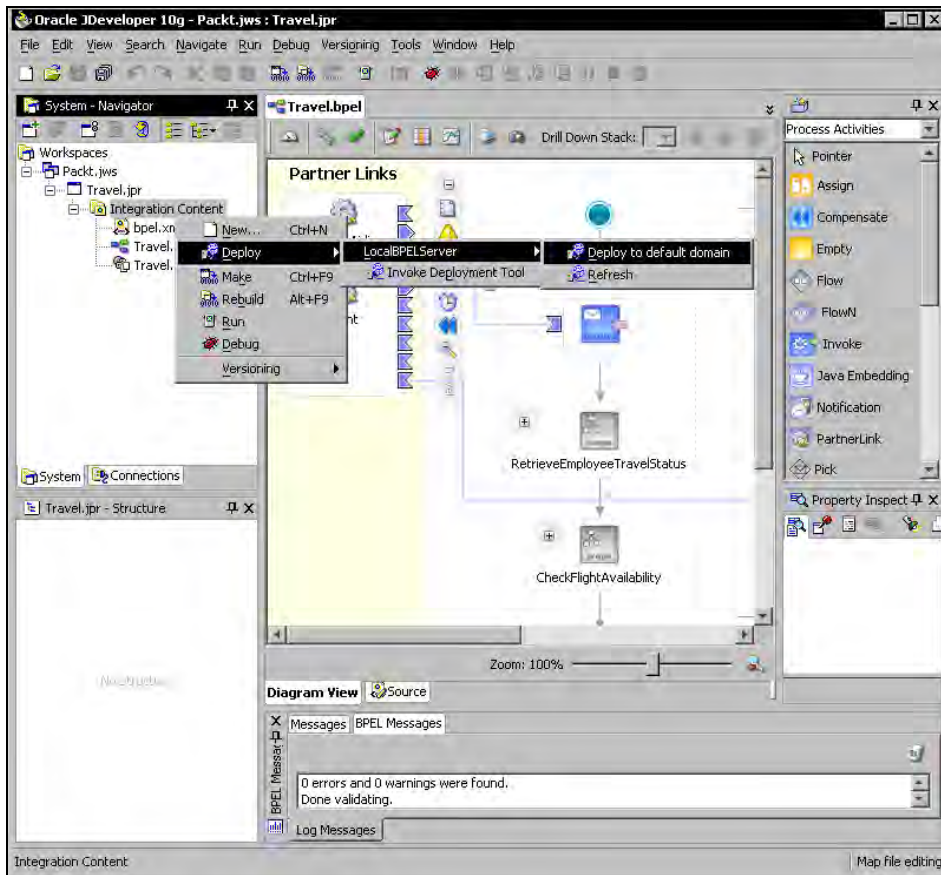 Oracle JDeveloper 10g - Packt.jws : Travel.jpr
File Edit View Search Navigate Run Debug Versioning Tools Window Help
System - Navigator
Workspaces
Packt.jws
Travel.jpr
Integration Content
bpel.xm
Travel.
Travel.
New... Ctrl+N
Deploy
Make Ctrl+F9
Rebuild Alt+F9
Run
Debug
Versioning
LocalBPELServer
Invoke Deployment Tool
Deploy to default domain
Refresh
System
Connections
Travel.jpr - Structure
Travel.bpel
Drill Down Stack:
Partner Links
nt
RetrieveEmployeeTravelStatus
CheckFlightAvailability
Zoom: 100%
Diagram View
Source
Process Activities
Pointer
Assign
Compensate
Empty
Flow
FlowN
Invoke
Java Embedding
Notification
PartnerLink
Pick
Property Inspect
Messages
BPEL Messages
BPEL Messag
0 errors and 0 warnings were found.
Done validating.
Log Messages
Integration Content
Map file editing